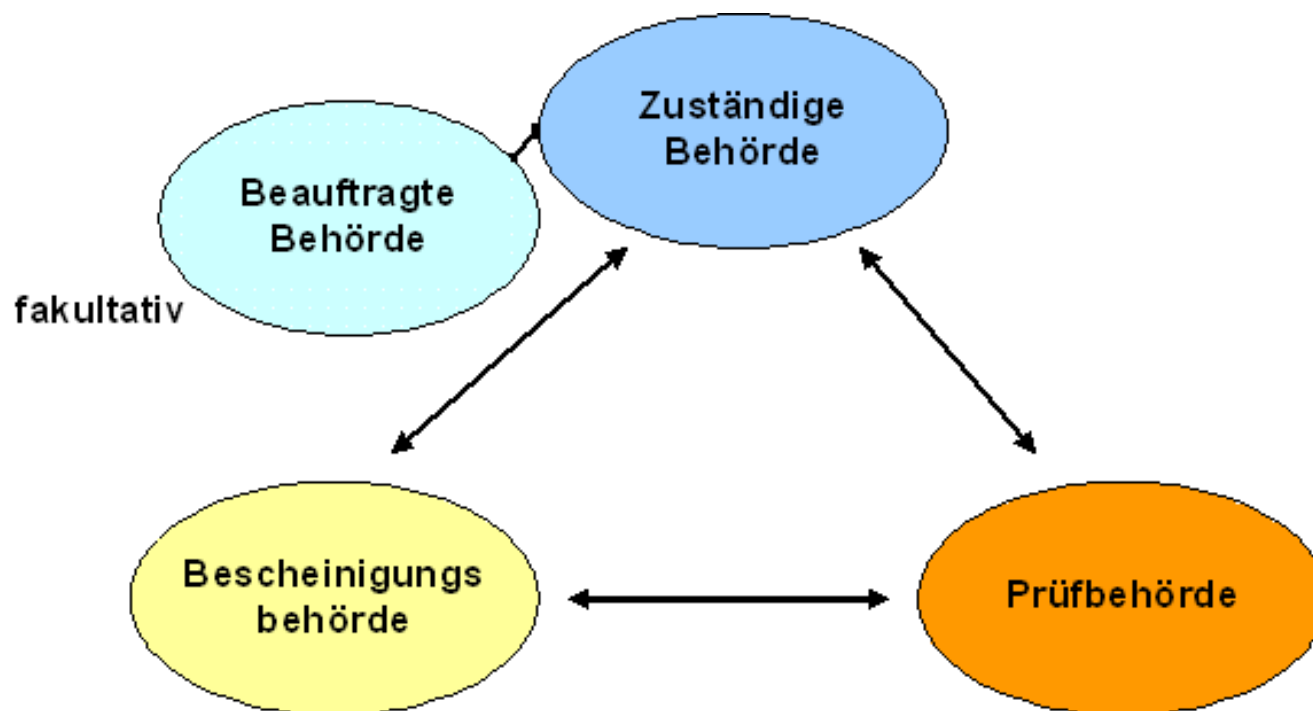 Zuständige
Behörde
Beauftragte
Behörde
fakultativ
Bescheinigungs
behörde
Prüfbehörde